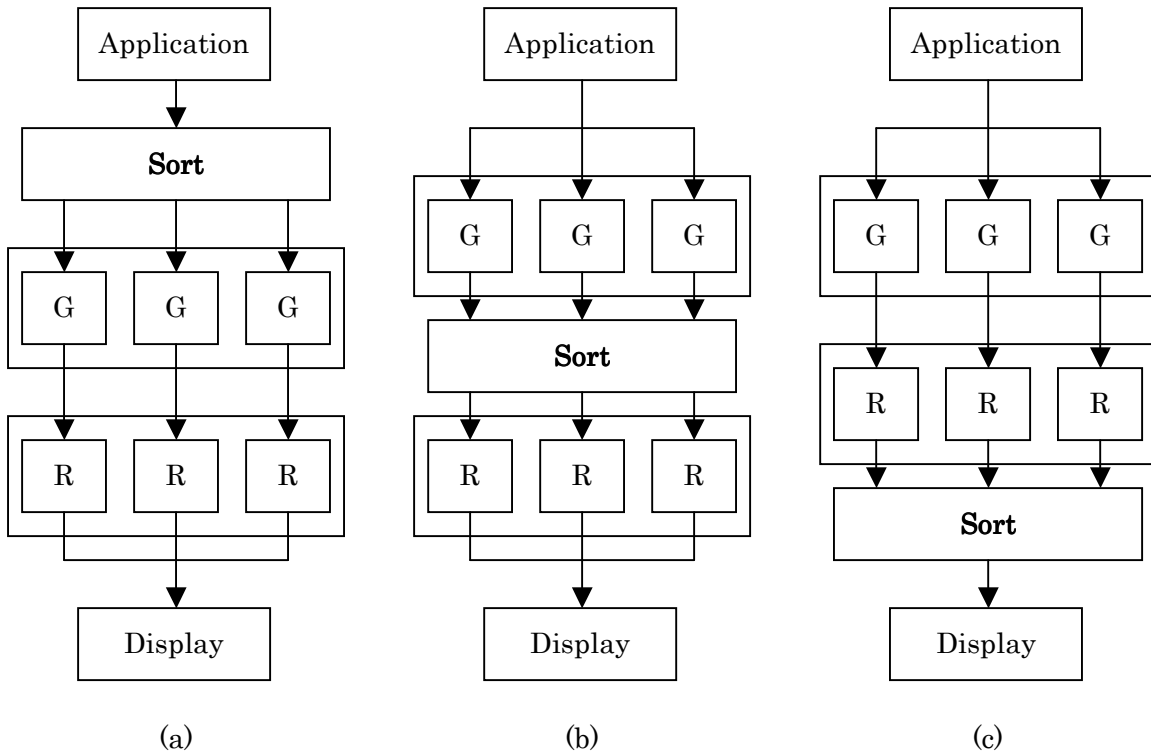 Application
Sort
G G G
R R R
Display
(a)
Application
G G G
Sort
R R R
Display
(b)
Application
G G G
R R R
Sort
Display
(c)